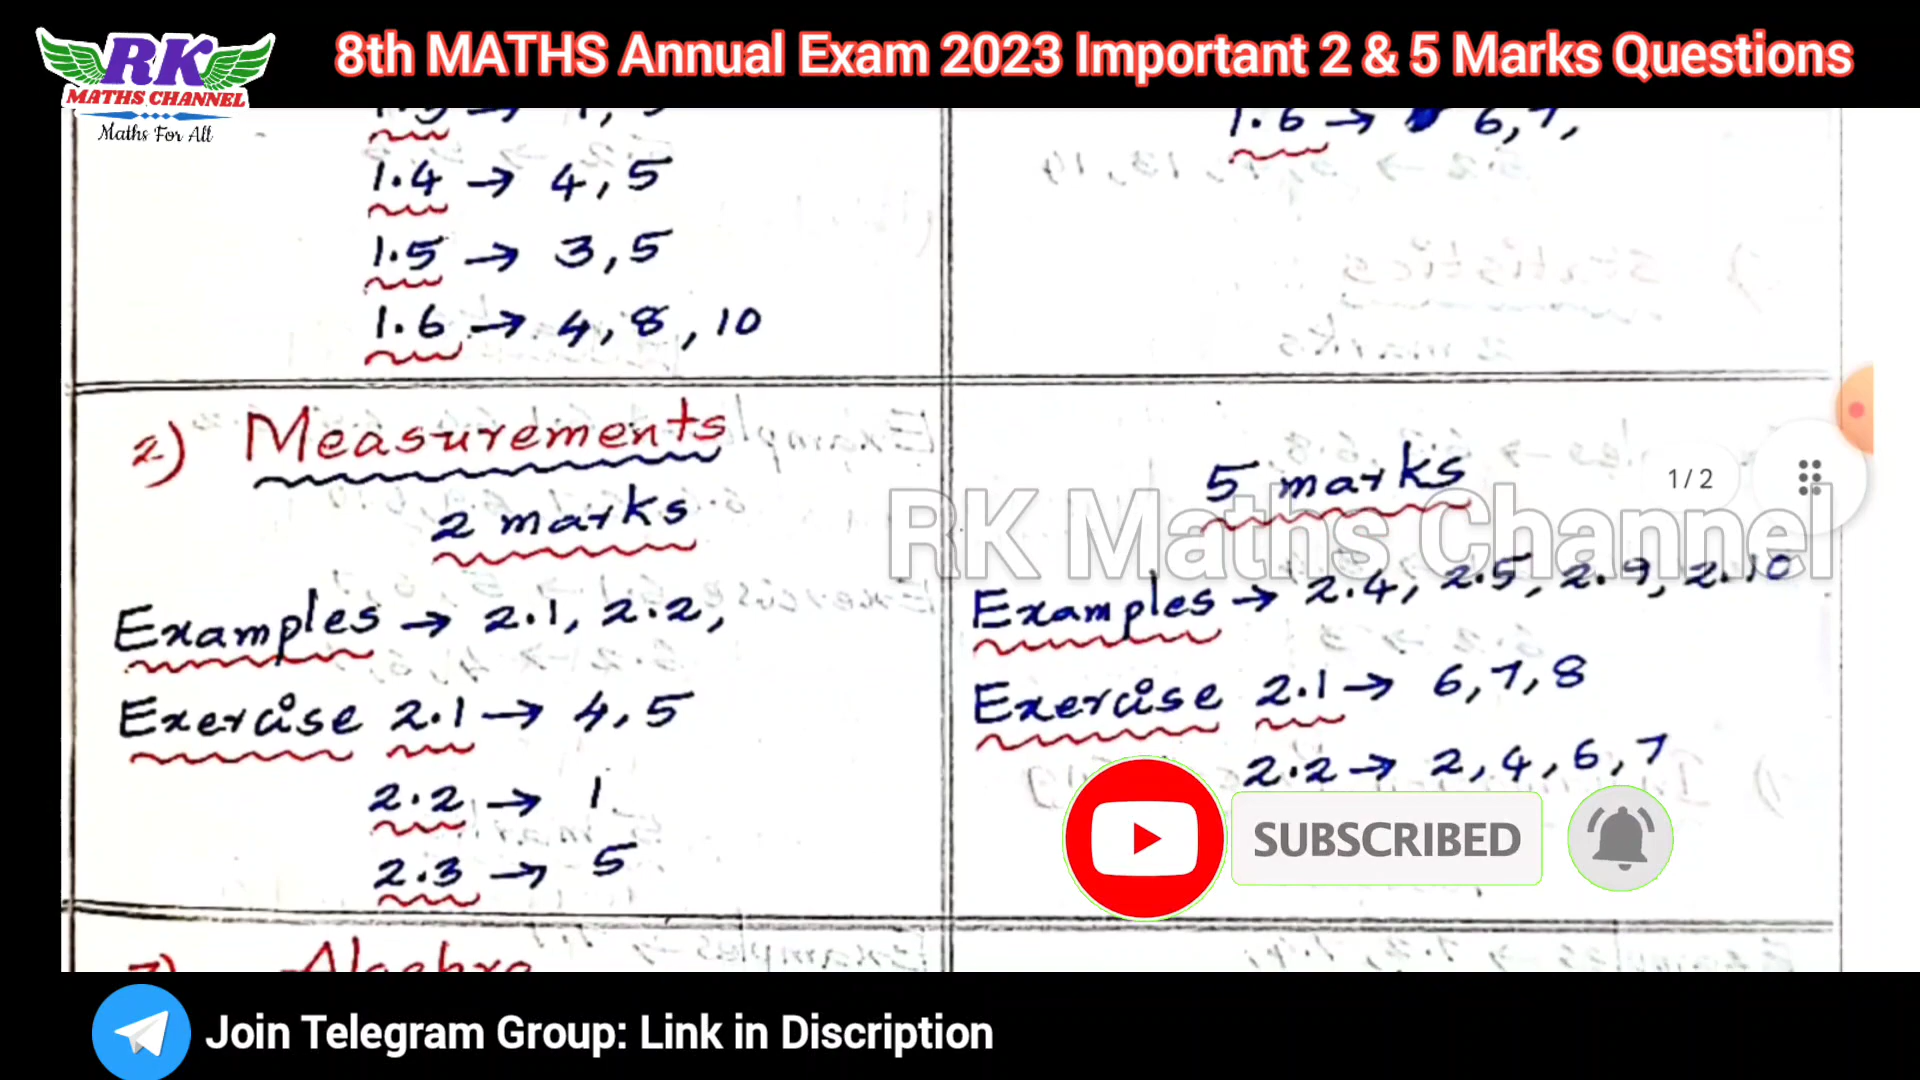 RK
MATHS CHANNEL
Maths For All
8th MATHS Annual Exam 2023 Important 2 & 5 Marks Questions
1.4 → 4, 5
1.5 → 3, 5
1.6 → 4, 8, 10
1.6 → 6, 7,
2) Measurements
2 marks
Examples → 2.1, 2.2,
Exercise 2.1 → 4, 5
2.2 → 1
2.3 → 5
5 marks
Examples → 2.4, 2.5, 2.9, 2.10
Exercise 2.1 → 6, 7, 8
2.2 → 2, 4, 6, 7
1/2
RK Maths Channel
SUBSCRIBED
Algebra
Join Telegram Group: Link in Discription